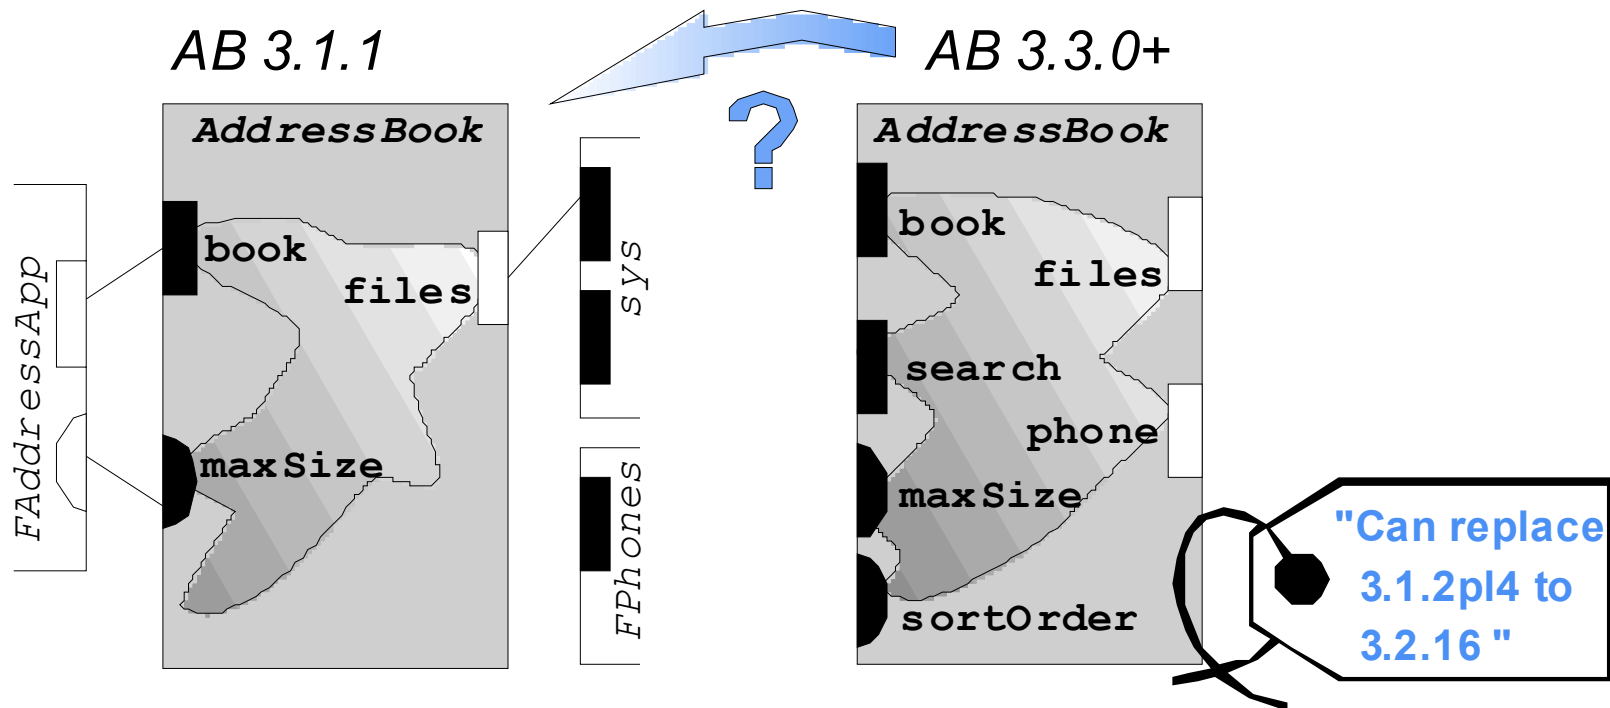 AB 3.1.1
AB 3.3.0+
?
AddressBook
AddressBook
FAddressApp
book
files
maxSize
sys
FPhones
book
files
search
phone
maxSize
sortOrder
"Can replace
3.1.2pl4 to
3.2.16 "